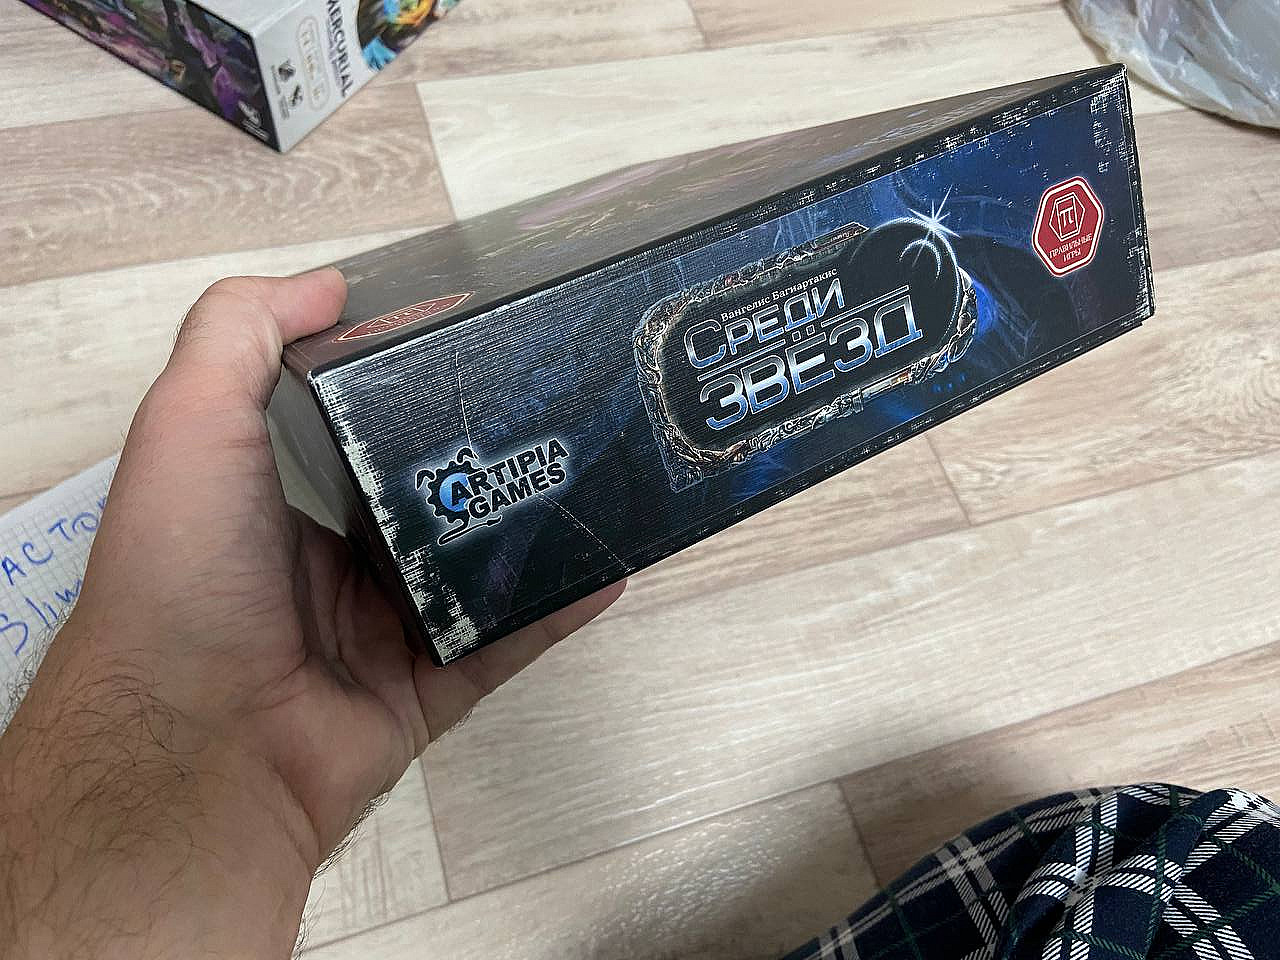 MERCURIAL
Вангелис Багиартакис
СРЕДИ
ЗВЁЗД
π
ПРАВИЛЬНЫЕ
ИГРЫ
ARTIPIA
GAMES